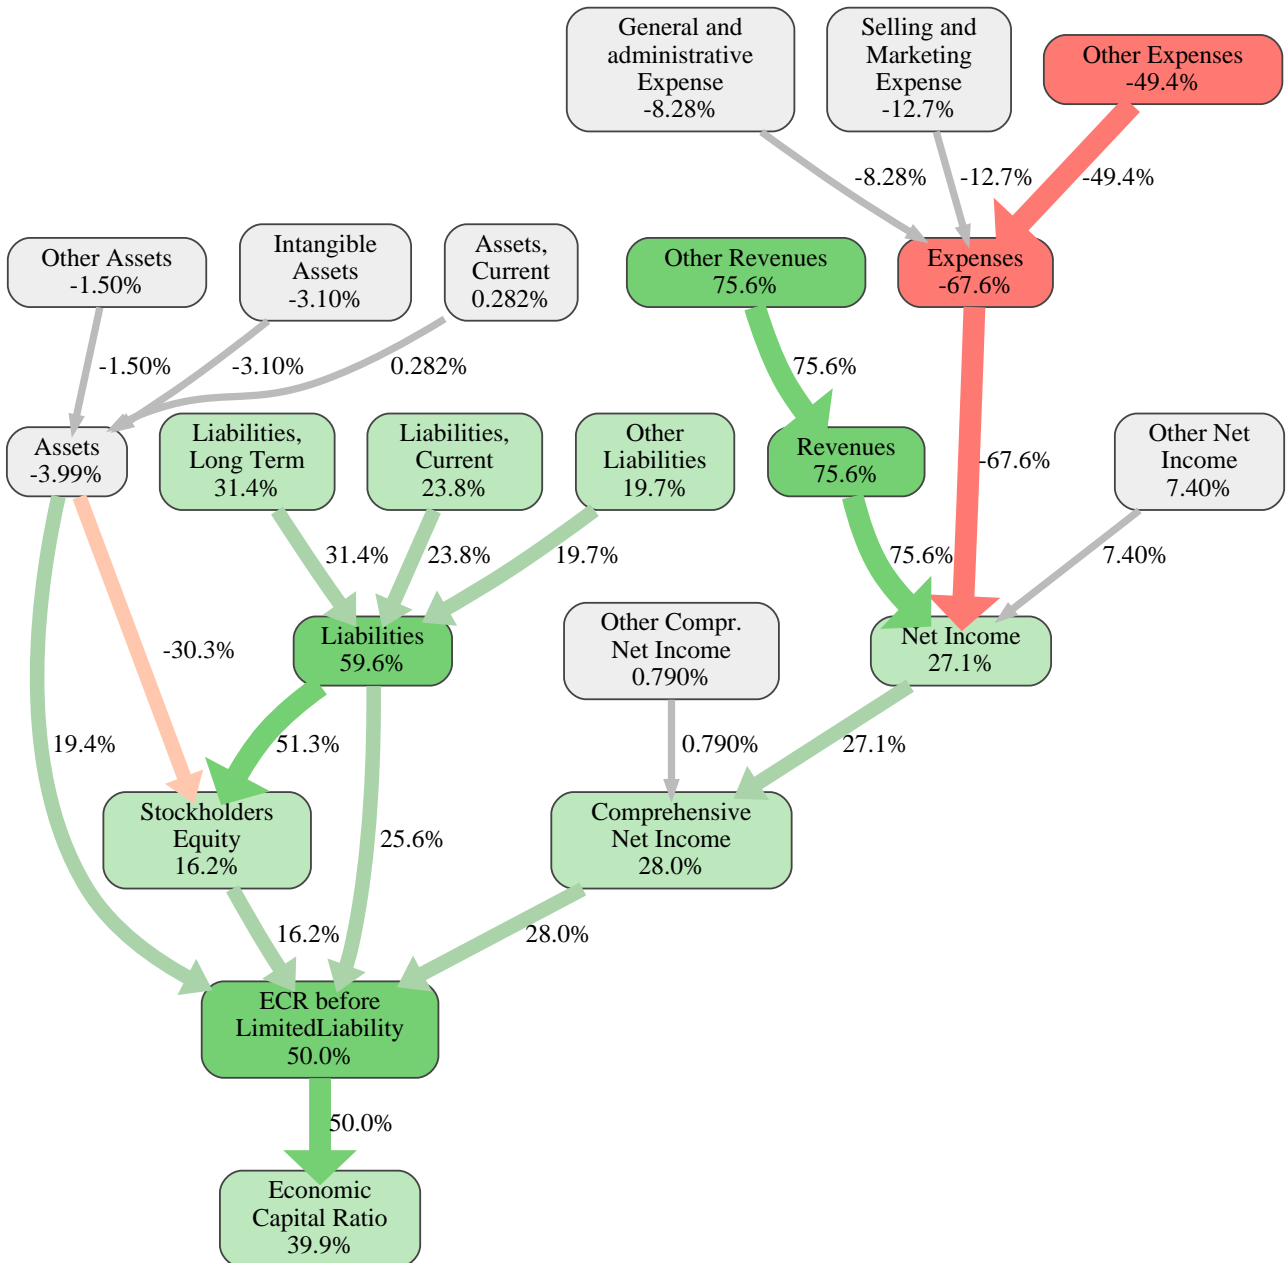 General and
administrative
Expense
-8.28%
Selling and
Marketing
Expense
-12.7%
Other Expenses
-49.4%
-8.28%
-12.7%
-49.4%
Other Assets
-1.50%
Intangible
Assets
-3.10%
Assets,
Current
0.282%
Other Revenues
75.6%
Expenses
-67.6%
-1.50%
-3.10%
0.282%
75.6%
Assets
-3.99%
Liabilities,
Long Term
31.4%
Liabilities,
Current
23.8%
Other
Liabilities
19.7%
Revenues
75.6%
-67.6%
Other Net
Income
7.40%
31.4%
23.8%
19.7%
75.6%
7.40%
-30.3%
Liabilities
59.6%
Other Compr.
Net Income
0.790%
Net Income
27.1%
19.4%
51.3%
0.790%
27.1%
Stockholders
Equity
16.2%
25.6%
Comprehensive
Net Income
28.0%
16.2%
28.0%
ECR before
LimitedLiability
50.0%
50.0%
Economic
Capital Ratio
39.9%